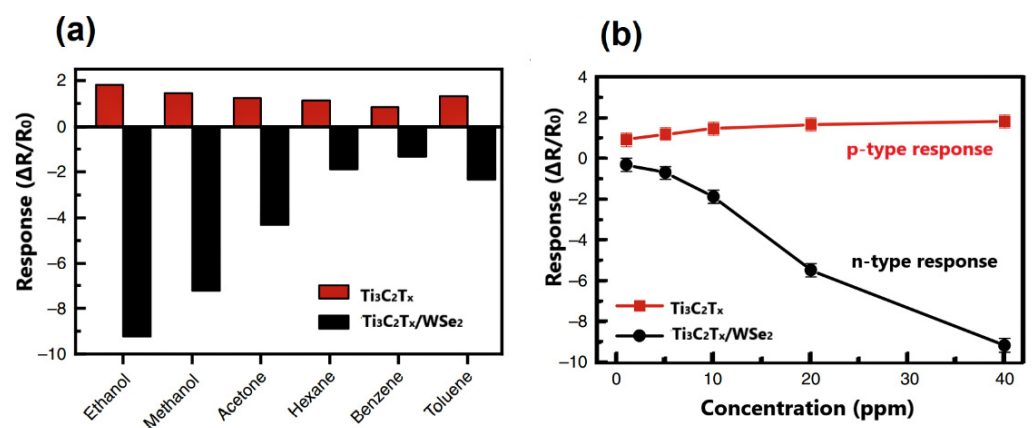 (a)
Response (ΔR/R0)
2
0
−2
−4
−6
−8
−10
Ti₃C₂Tₓ
Ti₃C₂Tₓ/WSe₂
Ethanol
Methanol
Acetone
Hexane
Benzene
Toluene
(b)
Response (ΔR/R0)
4
2
0
−2
−4
−6
−8
−10
p-type response
n-type response
Ti₃C₂Tₓ
Ti₃C₂Tₓ/WSe₂
0
10
20
30
40
Concentration (ppm)